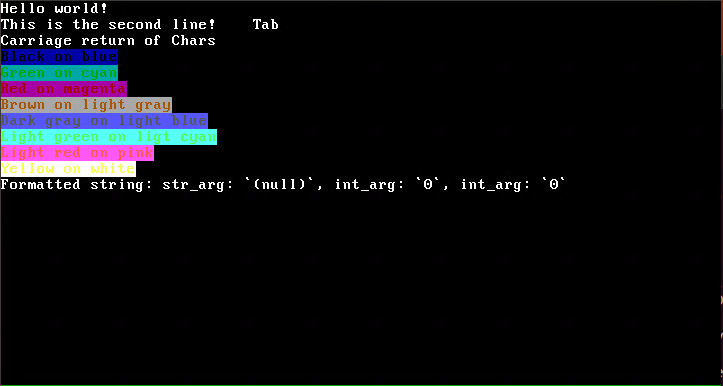 Hello world!
This is the second line!    Tab
Carriage return of Chars
Black on blue
Green on cyan
Red on magenta
Brown on light gray
Dark gray on light blue
Light green on ligt cyan
Light red on pink
Yellow on white
Formatted string: str_arg: `(null)`, int_arg: `0`, int_arg: `0`